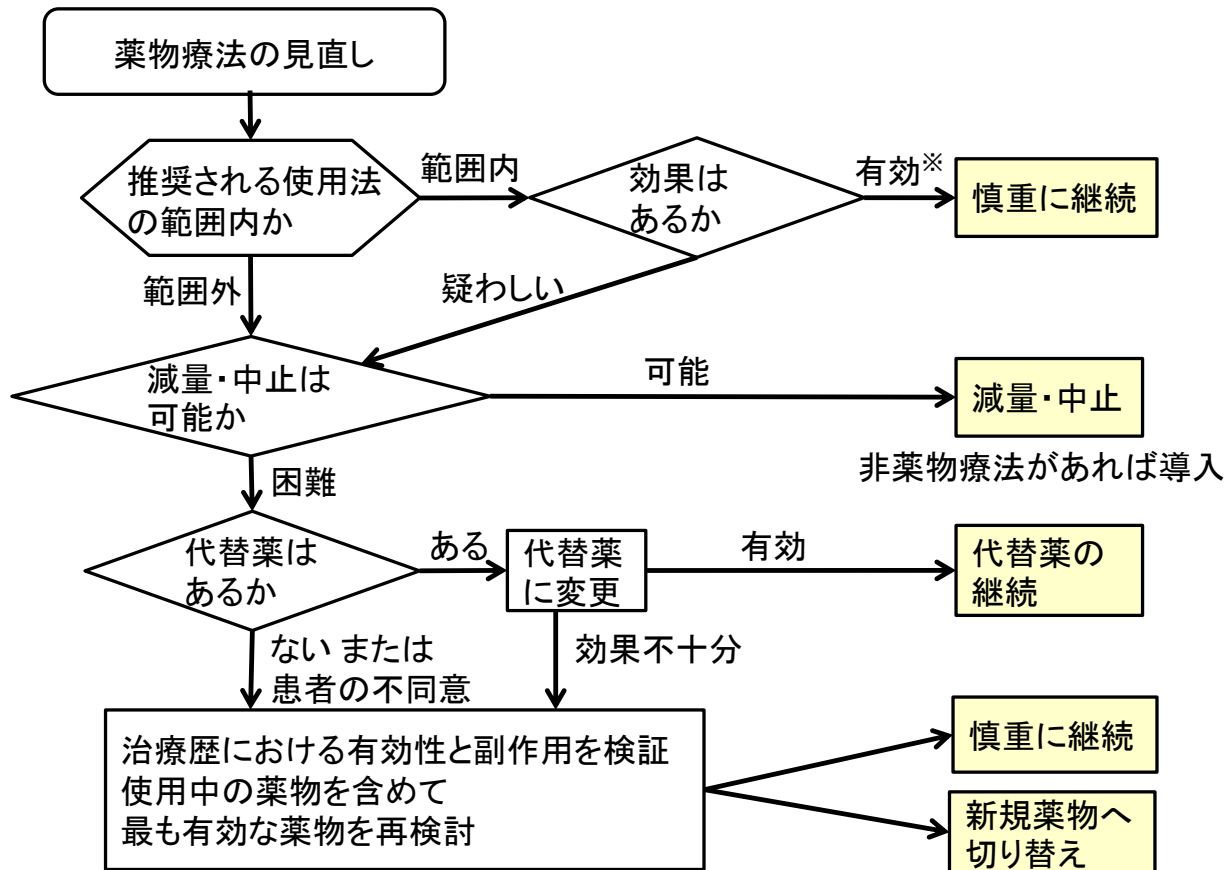 薬物療法の見直し
推奨される使用法
の範囲内か
範囲内
効果は
あるか
有効※
慎重に継続
範囲外
疑わしい
減量・中止は
可能か
可能
減量・中止
非薬物療法があれば導入
困難
代替薬は
あるか
ある
代替薬
に変更
有効
代替薬の
継続
ない または
患者の不同意
効果不十分
治療歴における有効性と副作用を検証
使用中の薬物を含めて
最も有効な薬物を再検討
慎重に継続
新規薬物へ
切り替え